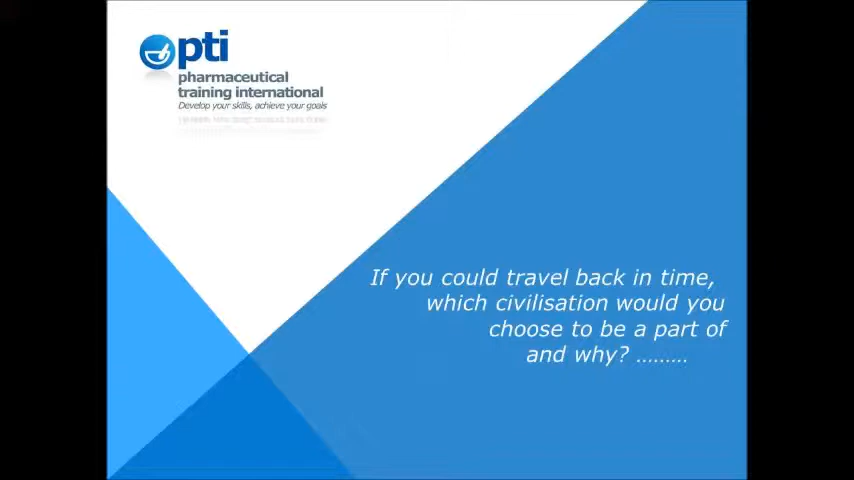 pti
pharmaceutical
training international
Develop your skills, achieve your goals
If you could travel back in time,
which civilisation would you
choose to be a part of
and why? .........